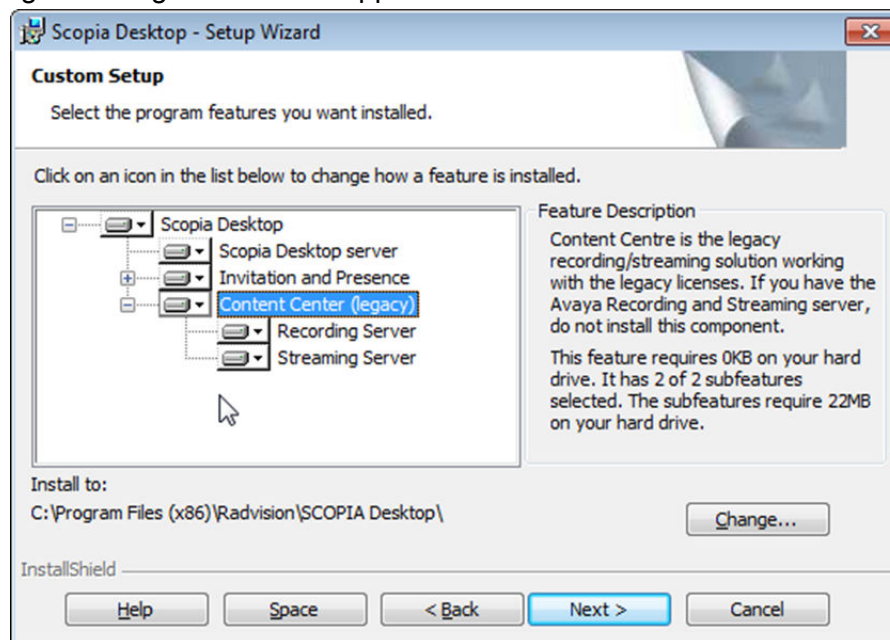 Scopia Desktop - Setup Wizard
Custom Setup
Select the program features you want installed.
Click on an icon in the list below to change how a feature is installed.
Scopia Desktop
Scopia Desktop server
Invitation and Presence
Content Center (legacy)
Recording Server
Streaming Server
Feature Description
Content Centre is the legacy
recording/streaming solution working
with the legacy licenses. If you have the
Avaya Recording and Streaming server,
do not install this component.
This feature requires 0KB on your hard
drive. It has 2 of 2 subfeatures
selected. The subfeatures require 22MB
on your hard drive.
Install to:
C:\Program Files (x86)\Radvision\SCOPIA Desktop\
Change...
InstallShield
Help
Space
< Back
Next >
Cancel